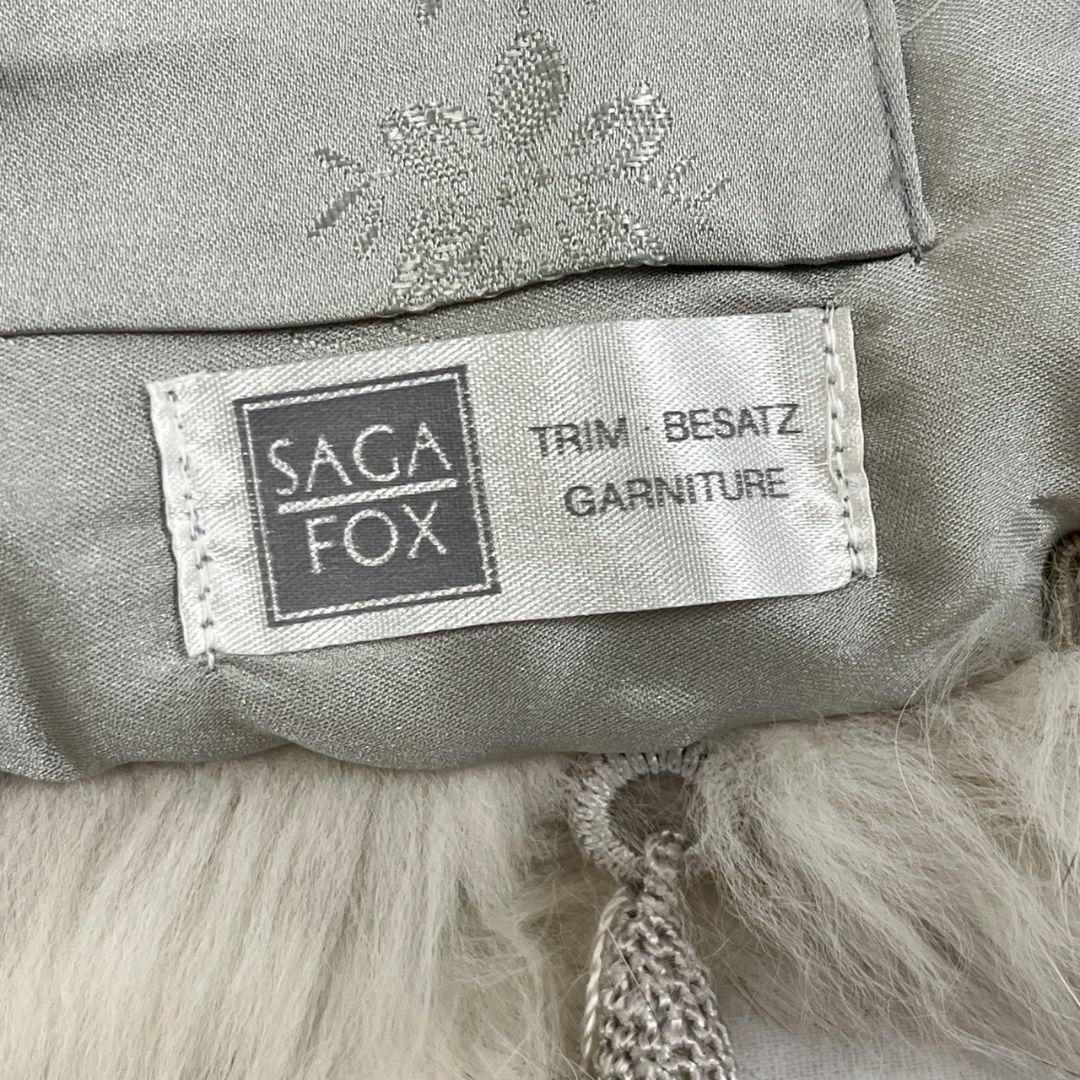 SAGA
FOX
TRIM · BESATZ
GARNITURE